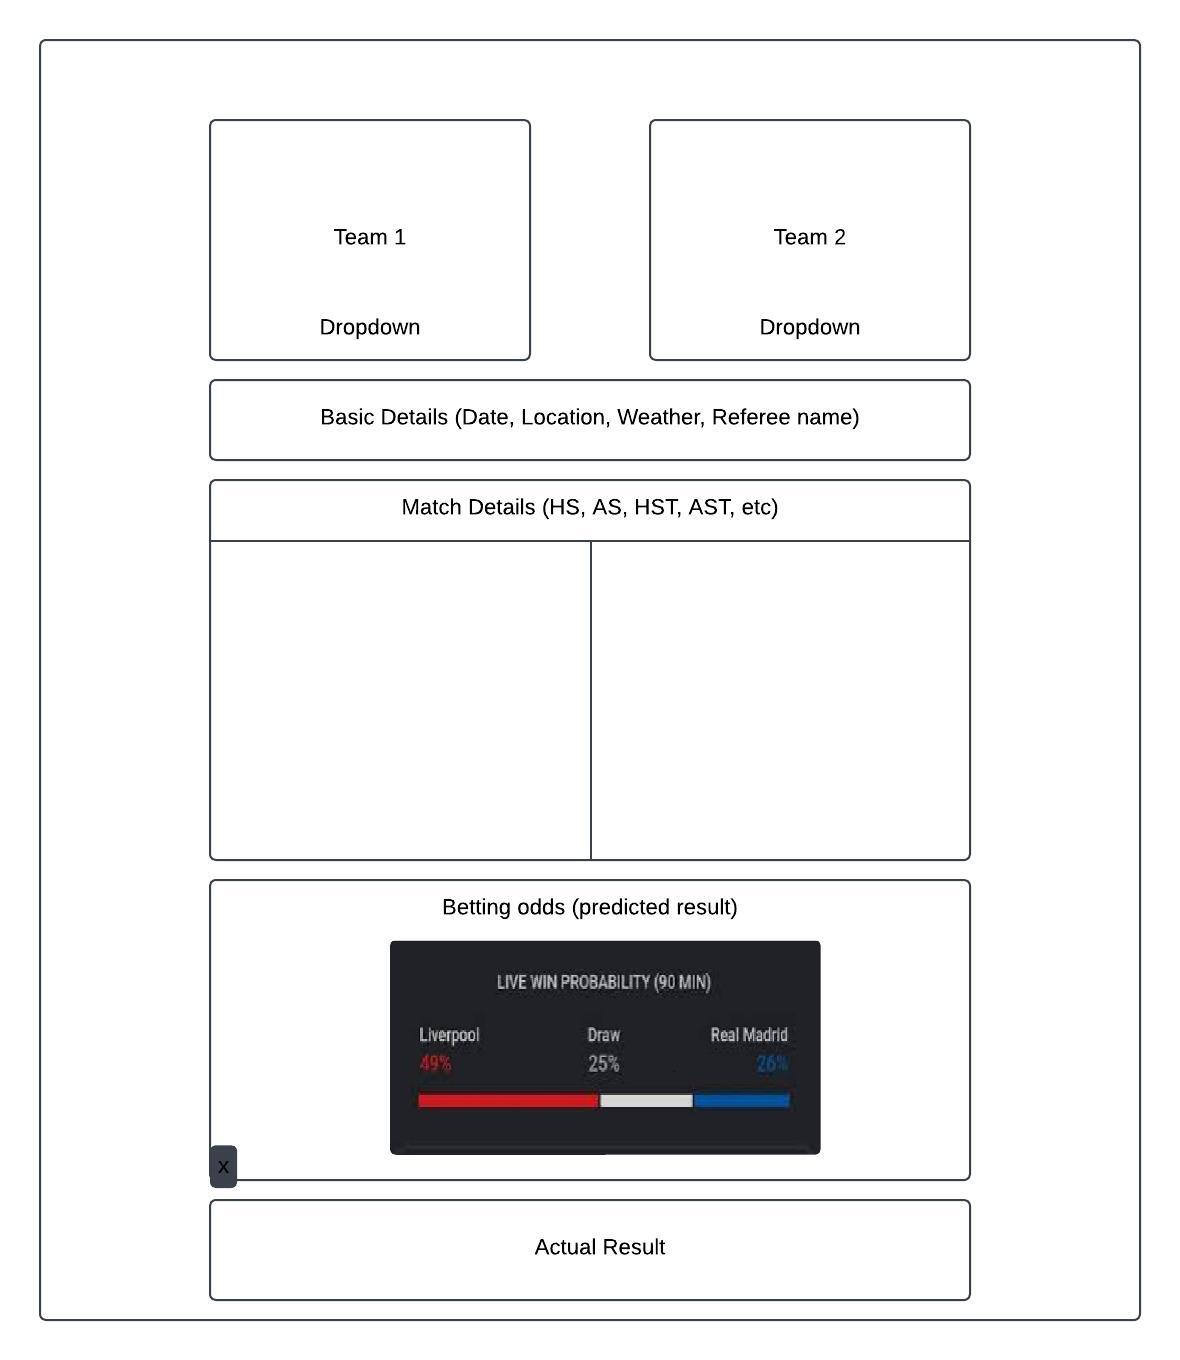 Team 1
Team 2
Dropdown
Dropdown
Basic Details (Date, Location, Weather, Referee name)
Match Details (HS, AS, HST, AST, etc)
Betting odds (predicted result)
LIVE WIN PROBABILITY (90 MIN)
Liverpool Draw Real Madrid
49% 25% 26%
x
Actual Result